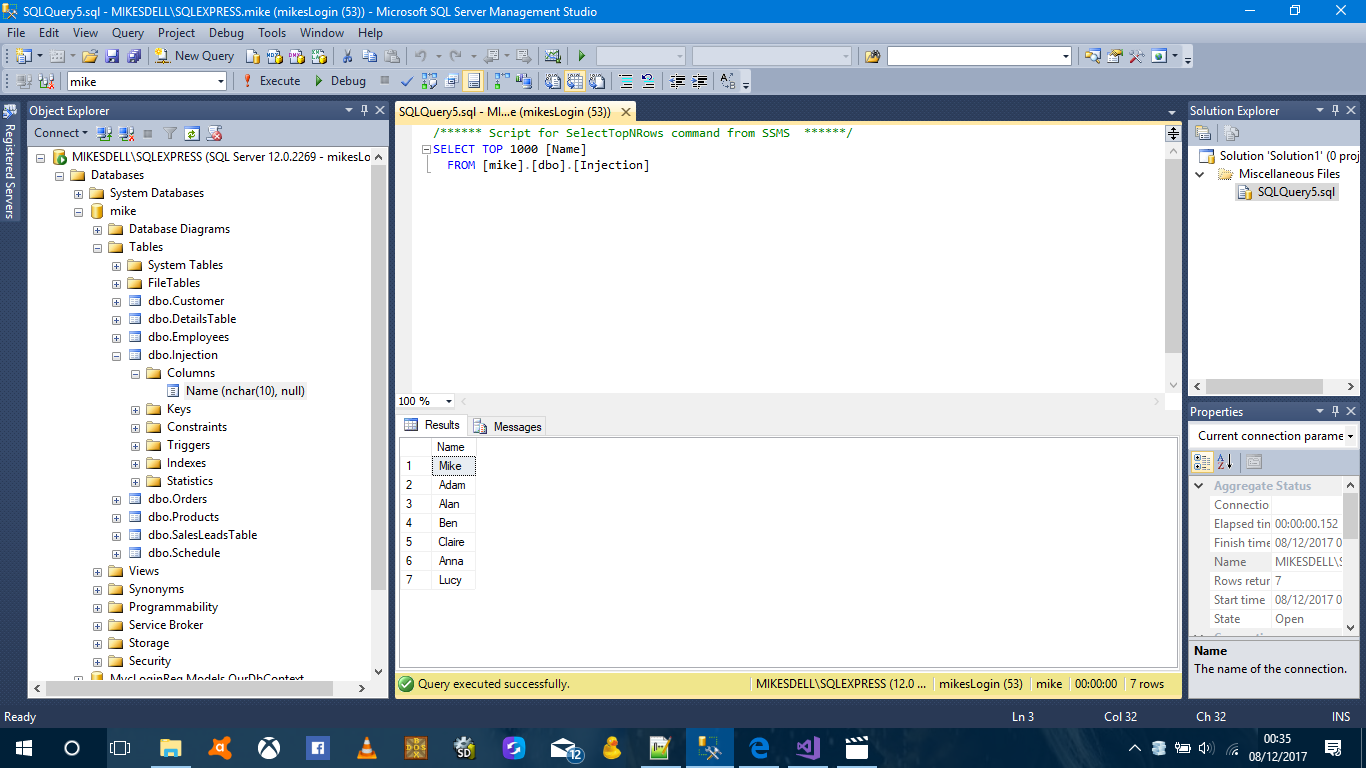 SQLQuery5.sql - MIKESDELL\SQLEXPRESS.mike (mikesLogin (53)) - Microsoft SQL Server Management Studio
File Edit View Query Project Debug Tools Window Help
New Query
mike Execute Debug
Registered Servers
Object Explorer
Connect
MIKESDELL\SQLEXPRESS (SQL Server 12.0.2269 - mikesLo
Databases
System Databases
mike
Database Diagrams
Tables
System Tables
FileTables
dbo.Customer
dbo.DetailsTable
dbo.Employees
dbo.Injection
Columns
Name (nchar(10), null)
Keys
Constraints
Triggers
Indexes
Statistics
dbo.Orders
dbo.Products
dbo.SalesLeadsTable
dbo.Schedule
Views
Synonyms
Programmability
Service Broker
Storage
Security
SQLQuery5.sql - MI...e (mikesLogin (53))
/****** Script for SelectTopNRows command from SSMS ******/
SELECT TOP 1000 [Name]
FROM [mike].[dbo].[Injection]
100 %
Results Messages
Name
1 Mike
2 Adam
3 Alan
4 Ben
5 Claire
6 Anna
7 Lucy
Query executed successfully. MIKESDELL\SQLEXPRESS (12.0 ... mikesLogin (53) mike 00:00:00 7 rows
Solution Explorer
Solution 'Solution1' (0 proj
Miscellaneous Files
SQLQuery5.sql
Properties
Current connection parame
Aggregate Status
Connectio
Elapsed tin 00:00:00.152
Finish time 08/12/2017 0
Name MIKESDELL\S
Rows retur 7
Start time 08/12/2017 0
State Open
Name
The name of the connection.
Ready Ln 3 Col 32 Ch 32 INS
DOS
SD
12
00:35
08/12/2017